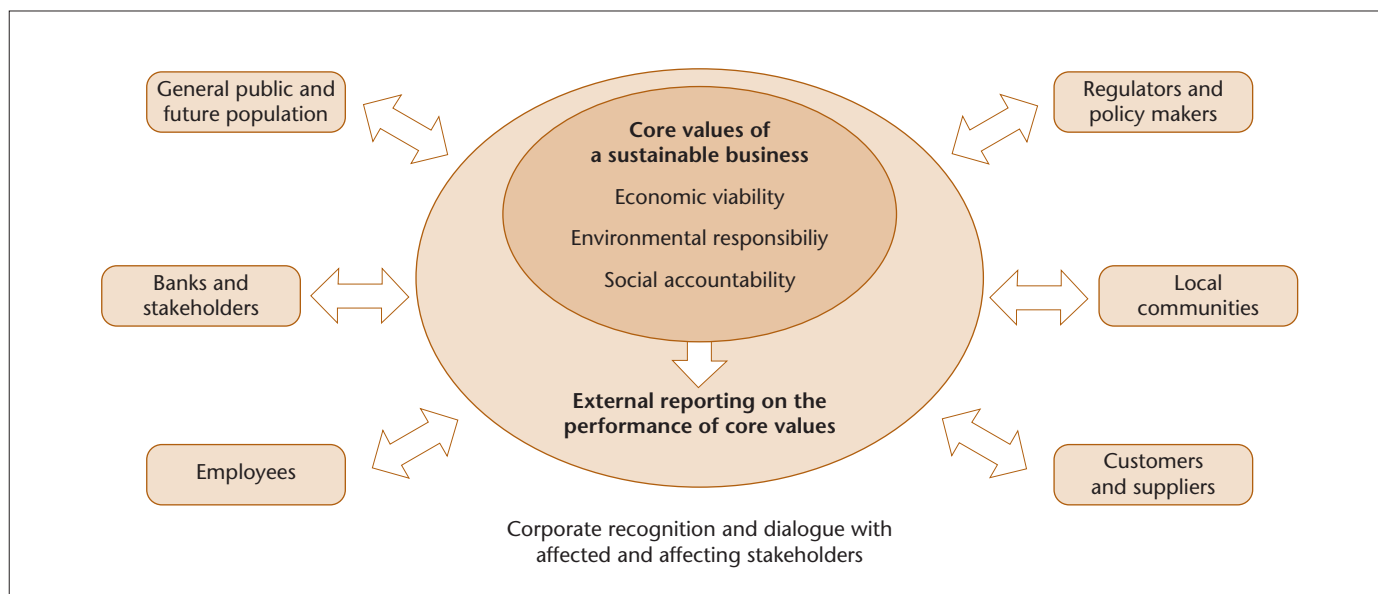 General public and
future population
Regulators and
policy makers
Core values of
a sustainable business
Economic viability
Environmental responsibiliy
Social accountability
Banks and
stakeholders
Local
communities
External reporting on the
performance of core values
Employees
Customers
and suppliers
Corporate recognition and dialogue with
affected and affecting stakeholders